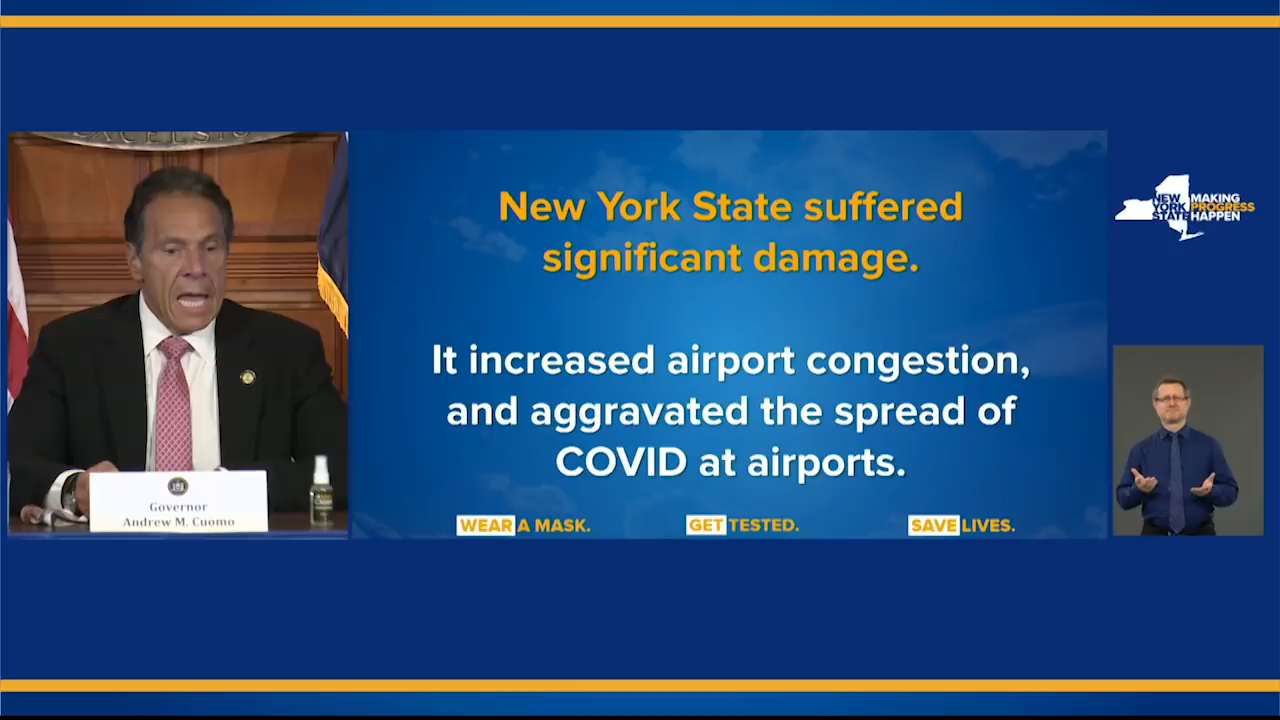 EXCELSIO
New York State suffered
significant damage.
It increased airport congestion,
and aggravated the spread of
COVID at airports.
WEAR A MASK.
GET TESTED.
SAVE LIVES.
Governor
Andrew M. Cuomo
NEW
YORK
STATE
MAKING
PROGRESS
HAPPEN